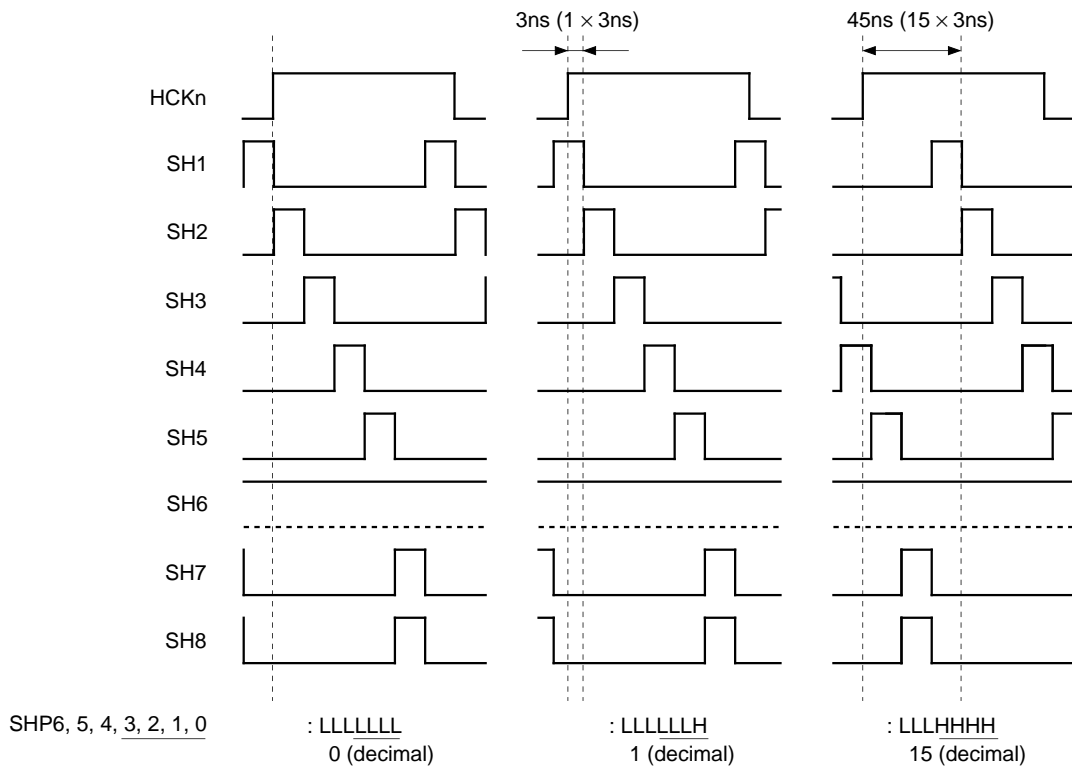 3ns (1 × 3ns)
45ns (15 × 3ns)
HCKn
SH1
SH2
SH3
SH4
SH5
SH6
SH7
SH8
SHP6, 5, 4, 3, 2, 1, 0
: LLLLLLL
: LLLLLLH
: LLLHHHH
0 (decimal)
1 (decimal)
15 (decimal)